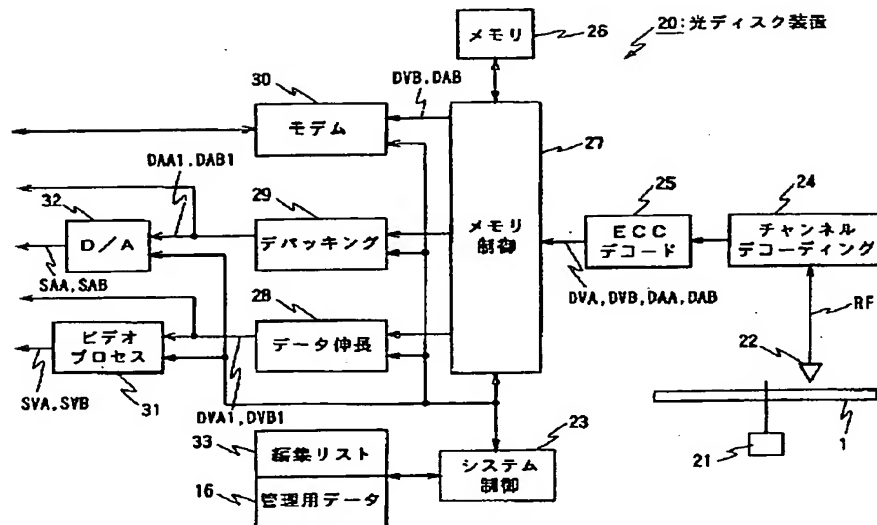 20:光ディスク装置
メモリ
26
30
DVB.DAB
モデム
27
DAA1.DAB1
25
24
32
29
D/A
デパッキング
メモリ
制御
ECC
デコード
チャンネル
デコーディング
SAA,SAB
28
DVA,DVB,DAA,DAB
RF
ビデオ
プロセス
データ伸長
22
SVA,SVB
31
DVA1,DVB1
1
33
編集リスト
23
21
16
管理用データ
システム
制御